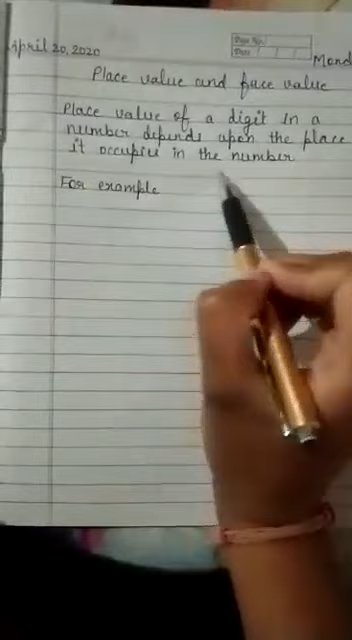 April 20, 2020
Date
Mond
Place value and face value
Place value of a digit in a
number depends upon the place
it occupies in the number
For example